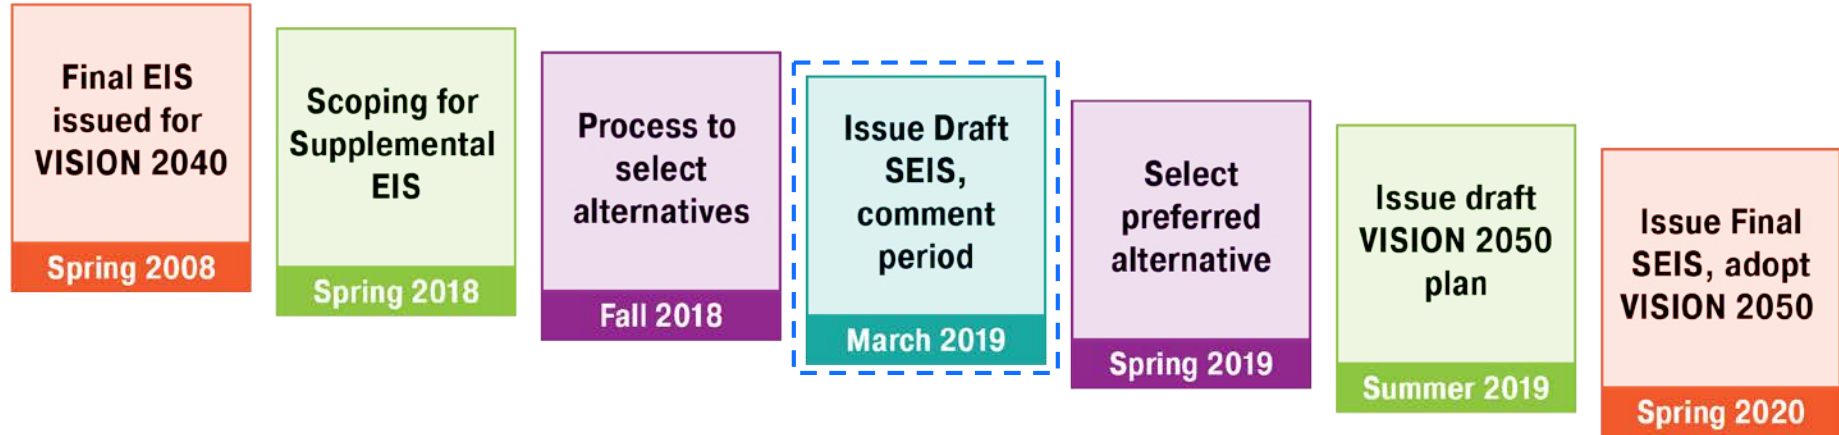 Final EIS
issued for
VISION 2040
Spring 2008
Scoping for
Supplemental
EIS
Spring 2018
Process to
select
alternatives
Fall 2018
Issue Draft
SEIS,
comment
period
March 2019
Select
preferred
alternative
Spring 2019
Issue draft
VISION 2050
plan
Summer 2019
Issue Final
SEIS, adopt
VISION 2050
Spring 2020